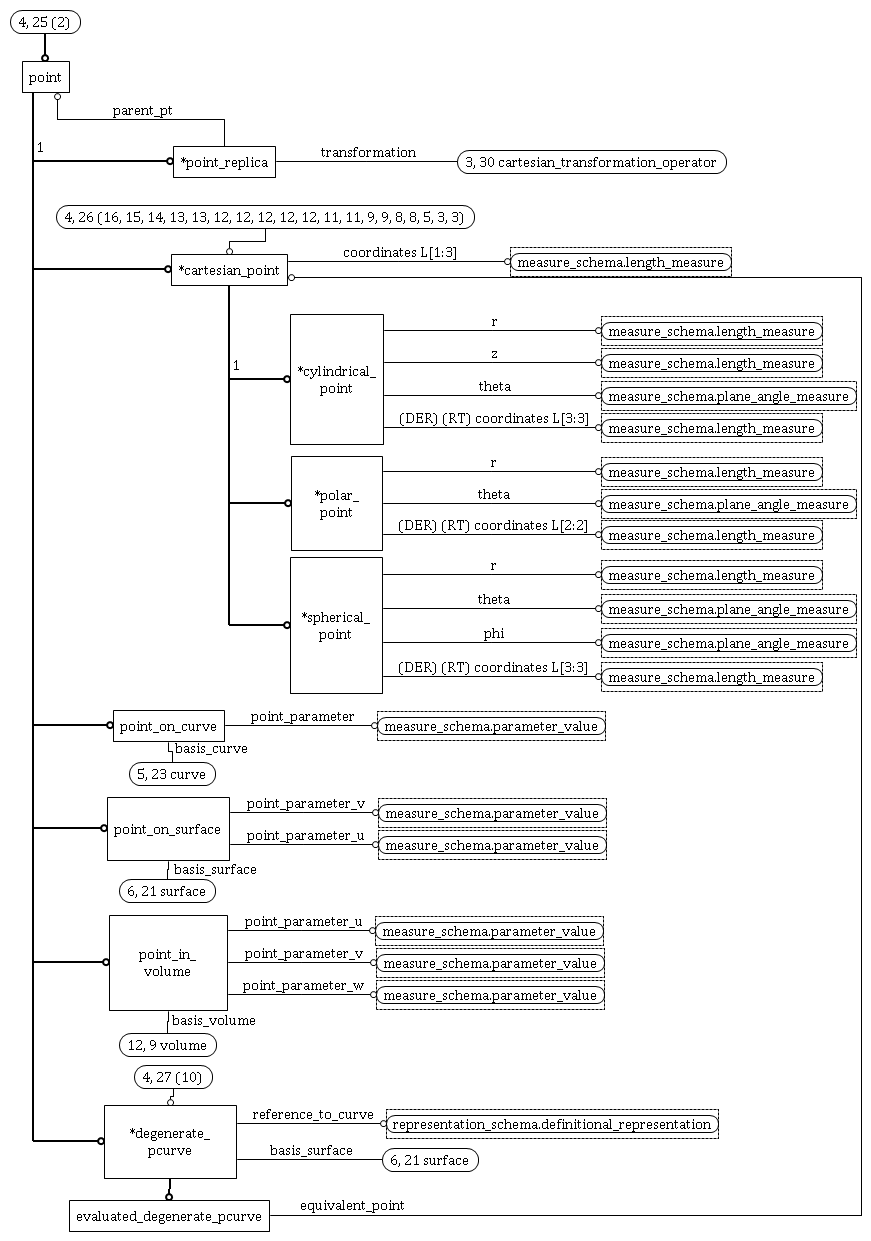 4, 25 (2)
point
parent_pt
1
*point_replica
transformation
3, 30 cartesian_transformation_operator
4, 26 (16, 15, 14, 13, 13, 12, 12, 12, 12, 12, 11, 11, 9, 9, 8, 8, 5, 3, 3)
*cartesian_point
coordinates L[1:3]
measure_schema.length_measure
1
*cylindrical_
point
r
measure_schema.length_measure
z
measure_schema.length_measure
theta
measure_schema.plane_angle_measure
(DER) (RT) coordinates L[3:3]
measure_schema.length_measure
*polar_
point
r
measure_schema.length_measure
theta
measure_schema.plane_angle_measure
(DER) (RT) coordinates L[2:2]
measure_schema.length_measure
*spherical_
point
r
measure_schema.length_measure
theta
measure_schema.plane_angle_measure
phi
measure_schema.plane_angle_measure
(DER) (RT) coordinates L[3:3]
measure_schema.length_measure
point_on_curve
point_parameter
measure_schema.parameter_value
basis_curve
5, 23 curve
point_on_surface
point_parameter_v
measure_schema.parameter_value
point_parameter_u
measure_schema.parameter_value
basis_surface
6, 21 surface
point_in_
volume
point_parameter_u
measure_schema.parameter_value
point_parameter_v
measure_schema.parameter_value
point_parameter_w
measure_schema.parameter_value
basis_volume
12, 9 volume
4, 27 (10)
*degenerate_
pcurve
reference_to_curve
representation_schema.definitional_representation
basis_surface
6, 21 surface
evaluated_degenerate_pcurve
equivalent_point